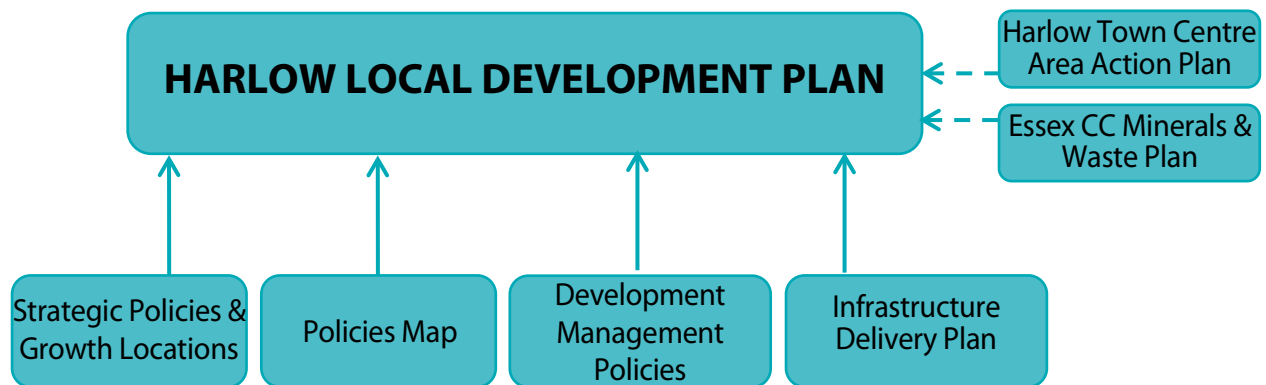 HARLOW LOCAL DEVELOPMENT PLAN
Harlow Town Centre
Area Action Plan
Essex CC Minerals &
Waste Plan
Strategic Policies &
Growth Locations
Policies Map
Development
Management
Policies
Infrastructure
Delivery Plan